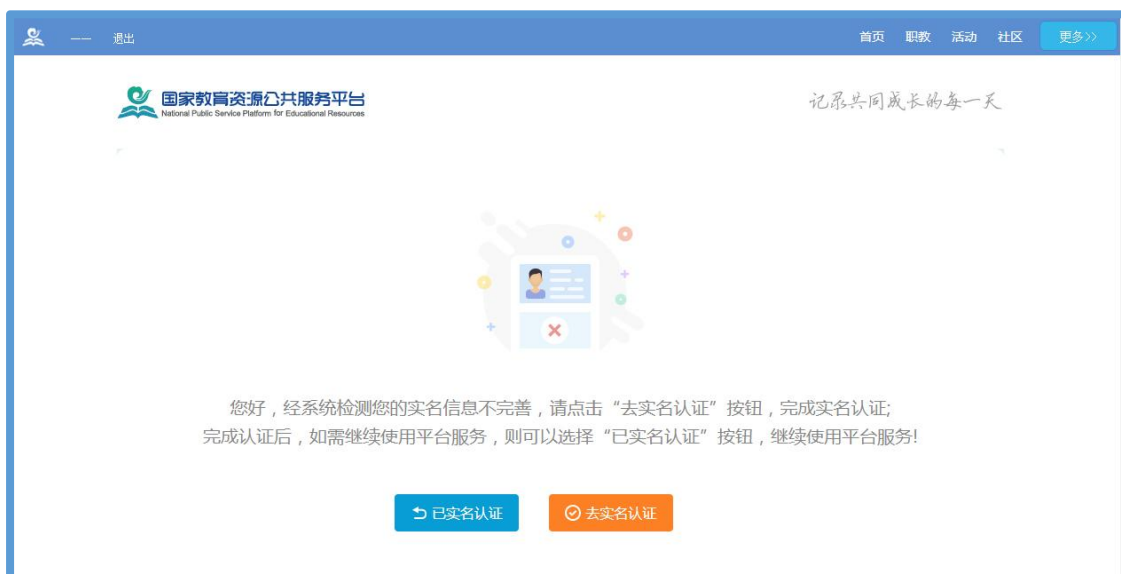 —— 退出 首页 职教 活动 社区 更多>>
国家教育资源公共服务平台
National Public Service Platform for Educational Resources
记录共同成长的每一天
您好，经系统检测您的实名信息不完善，请点击“去实名认证”按钮，完成实名认证;
完成认证后，如需继续使用平台服务，则可以选择“已实名认证”按钮，继续使用平台服务!
已实名认证 去实名认证